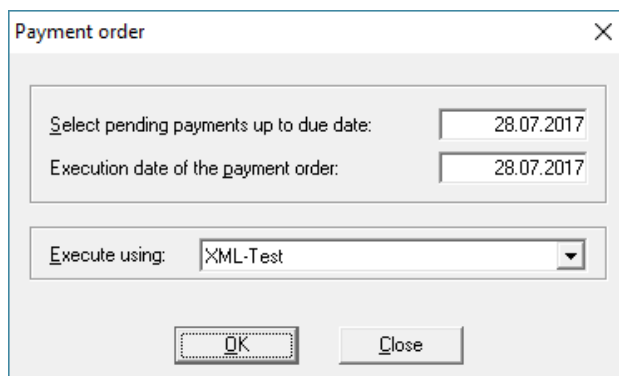 Payment order
Select pending payments up to due date: 28.07.2017
Execution date of the payment order: 28.07.2017
Execute using: XML-Test
OK Close